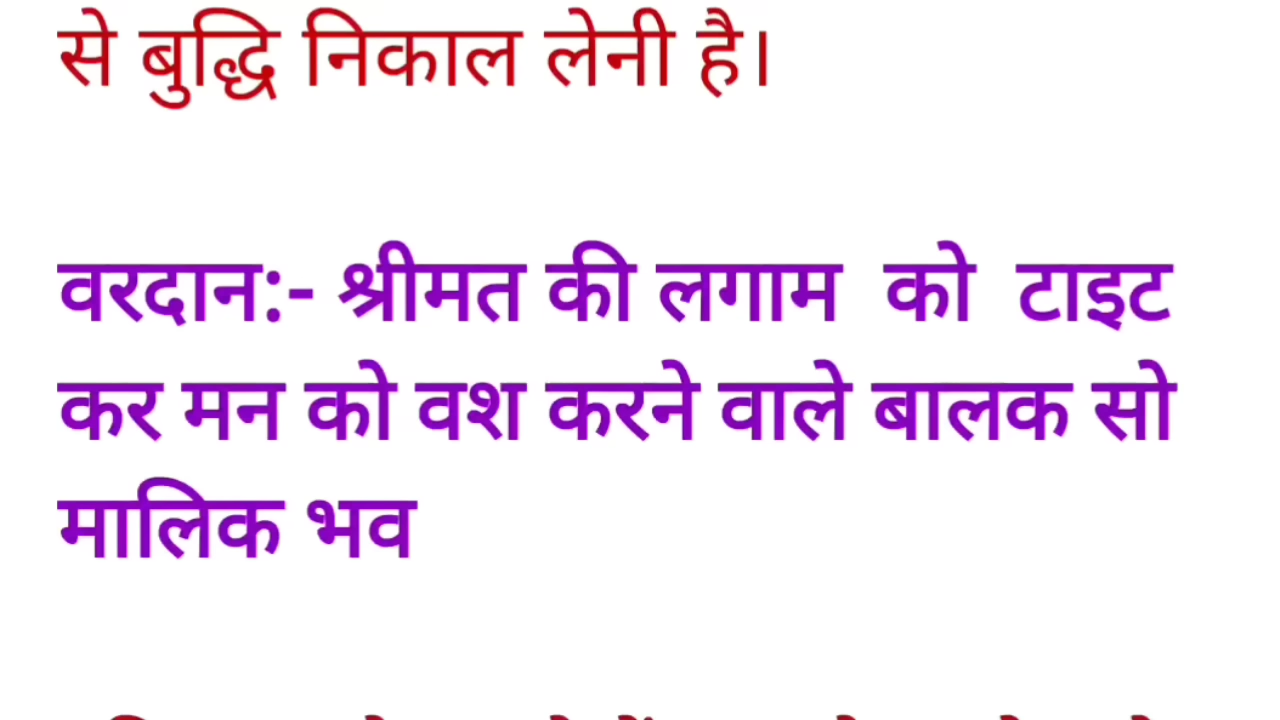 से बुद्धि निकाल लेनी है।
वरदान:- श्रीमत की लगाम को टाइट
कर मन को वश करने वाले बालक सो
मालिक भव